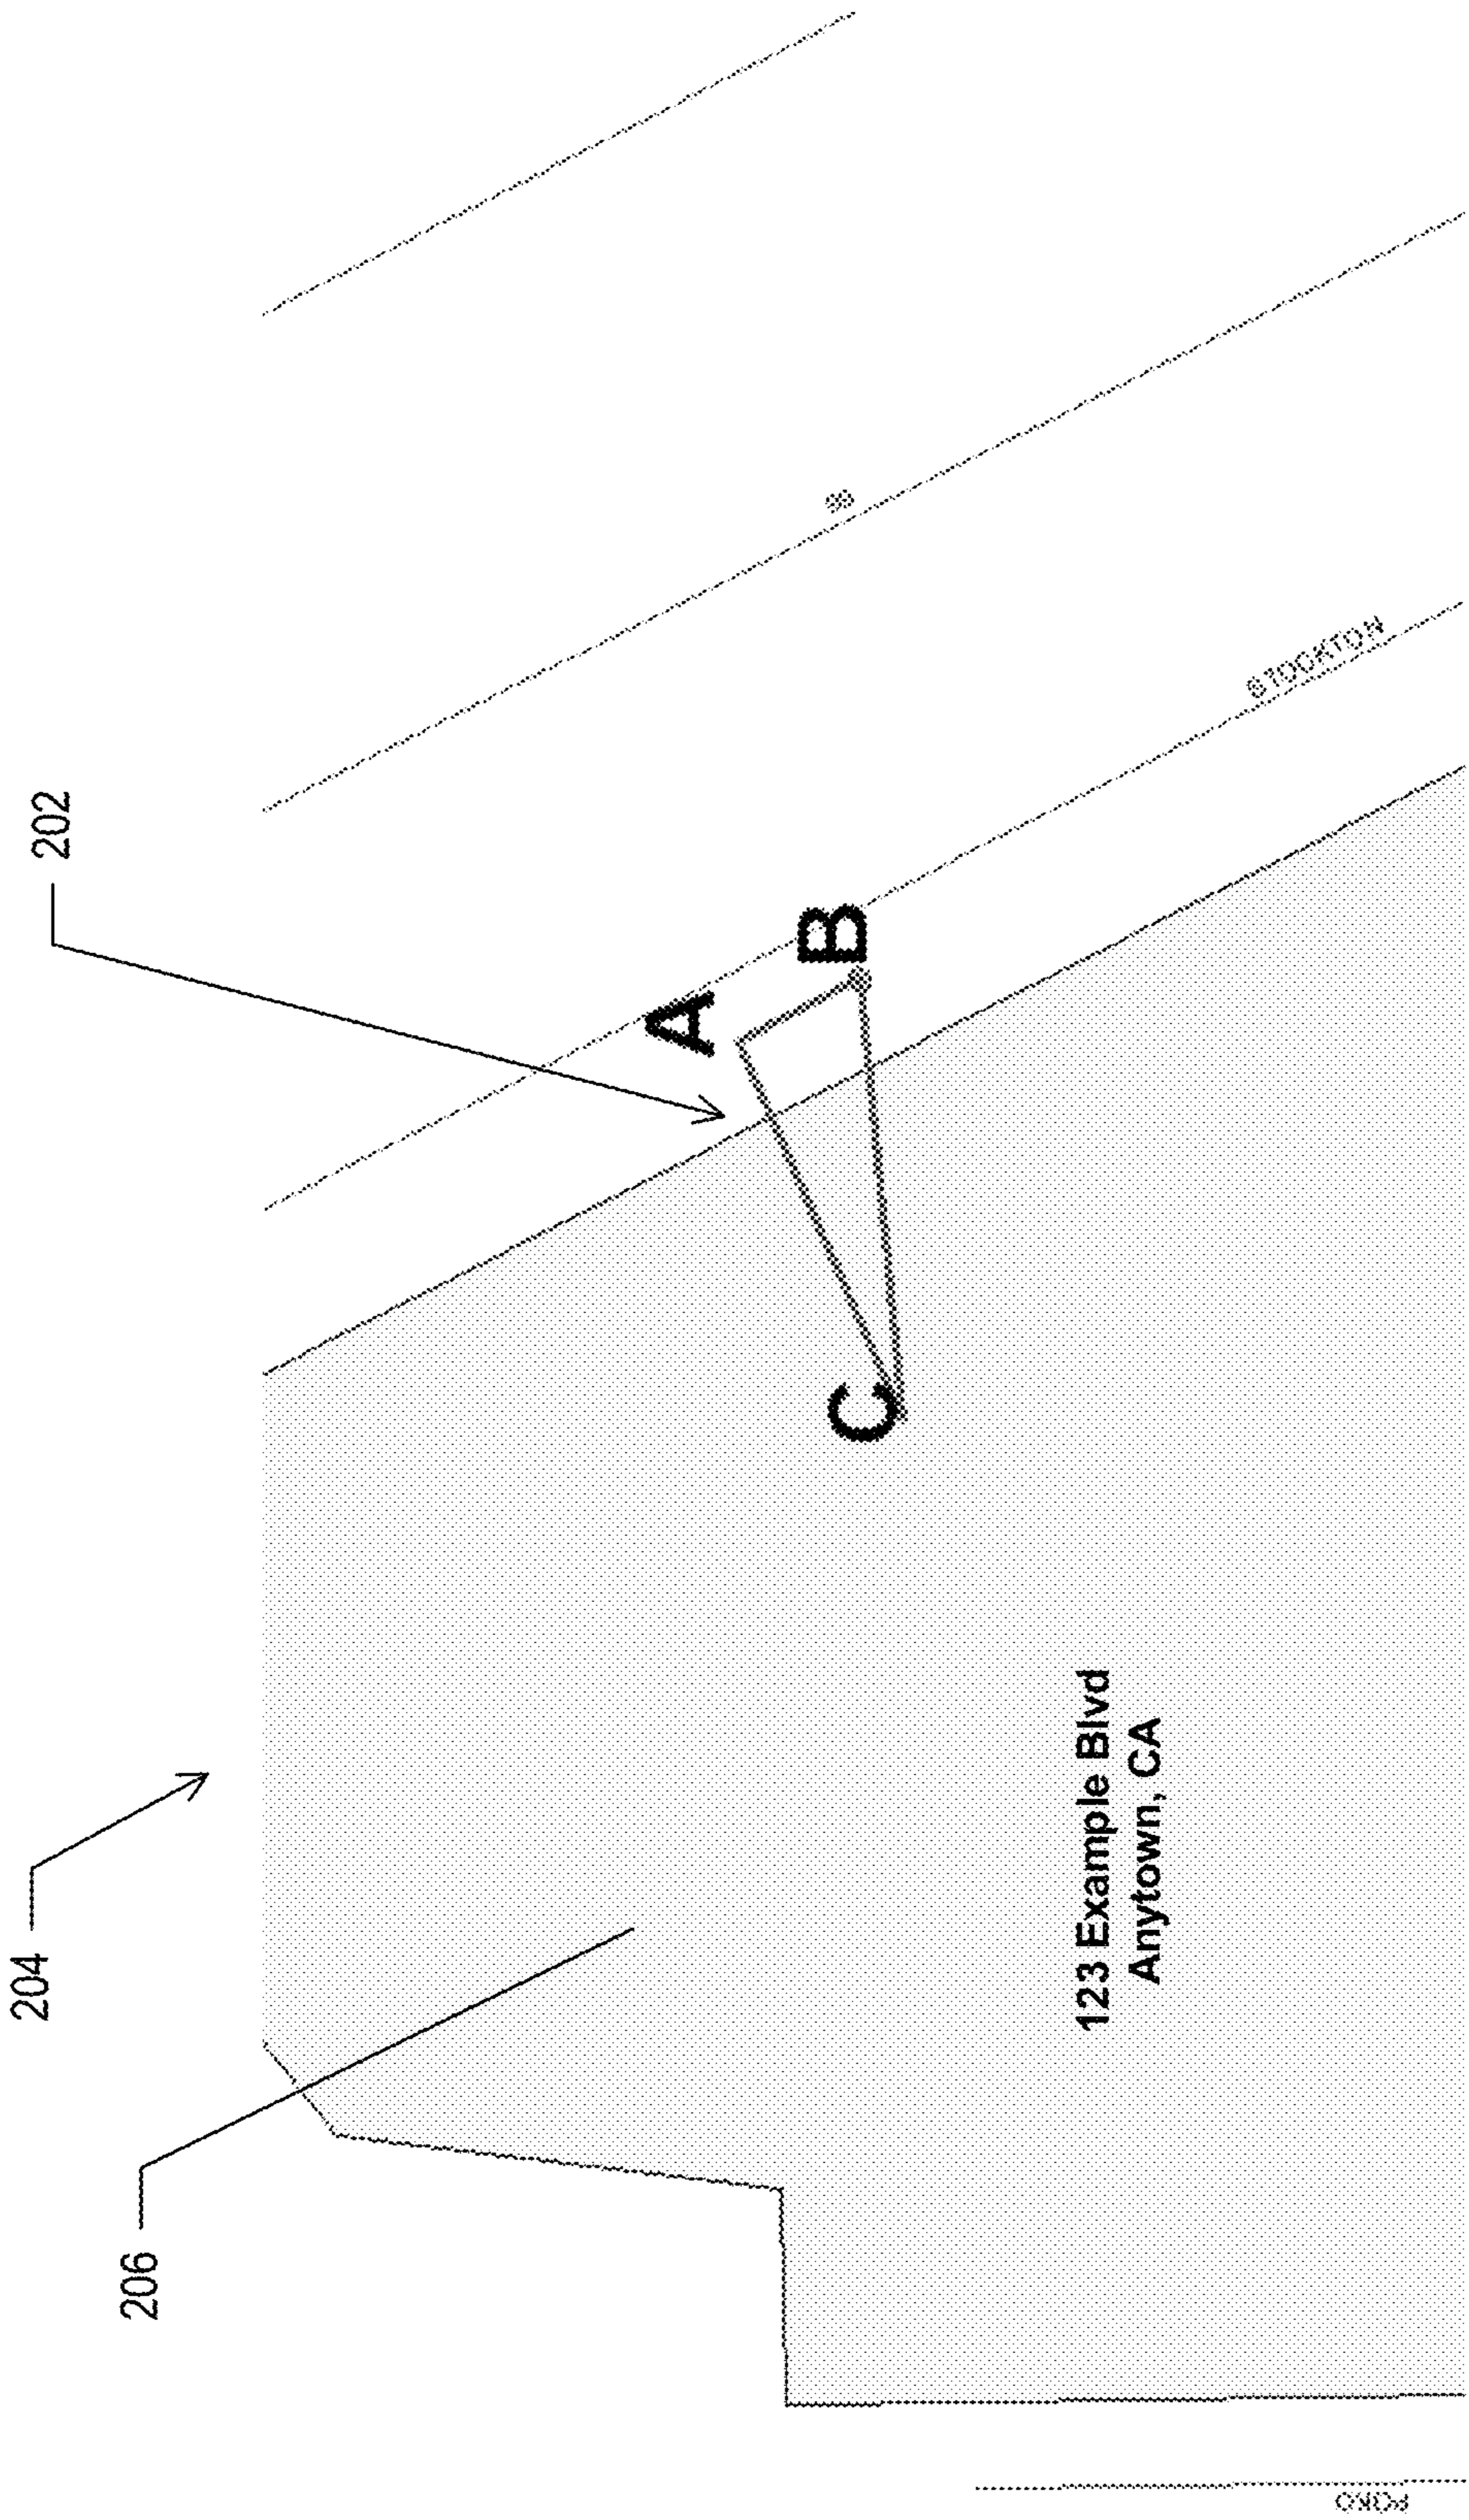 204
202
206
A
B
C
123 Example Blvd
Anytown, CA
STOCKTON